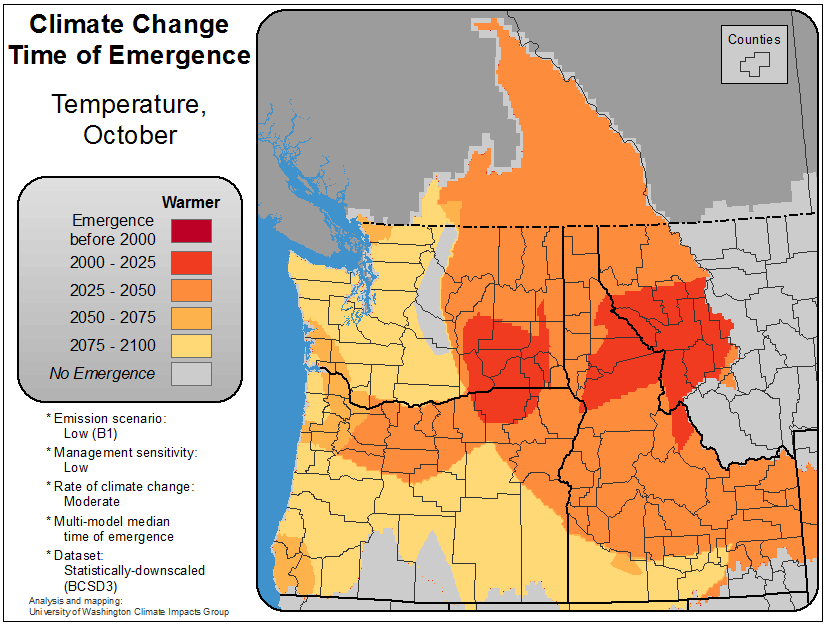 Climate Change
Time of Emergence
Temperature,
October
Warmer
Emergence
before 2000
2000 - 2025
2025 - 2050
2050 - 2075
2075 - 2100
No Emergence
* Emission scenario:
Low (B1)
* Management sensitivity:
Low
* Rate of climate change:
Moderate
* Multi-model median
time of emergence
* Dataset:
Statistically-downscaled
(BCSD3)
Analysis and mapping:
University of Washington Climate Impacts Group
Counties